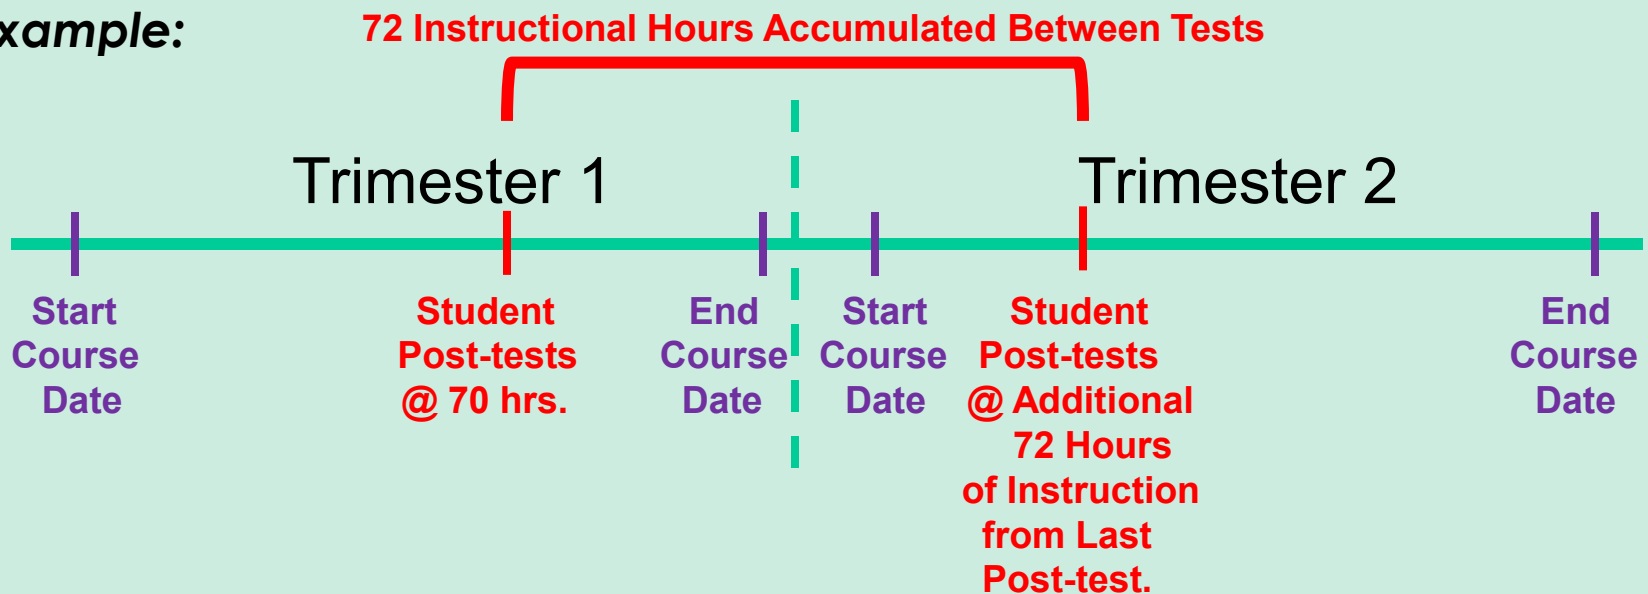 xample:
72 Instructional Hours Accumulated Between Tests
Trimester 1
Trimester 2
Start
Course
Date
Student
Post-tests
@ 70 hrs.
End
Course
Date
Start
Course
Date
Student
Post-tests
@ Additional
72 Hours
of Instruction
from Last
Post-test.
End
Course
Date